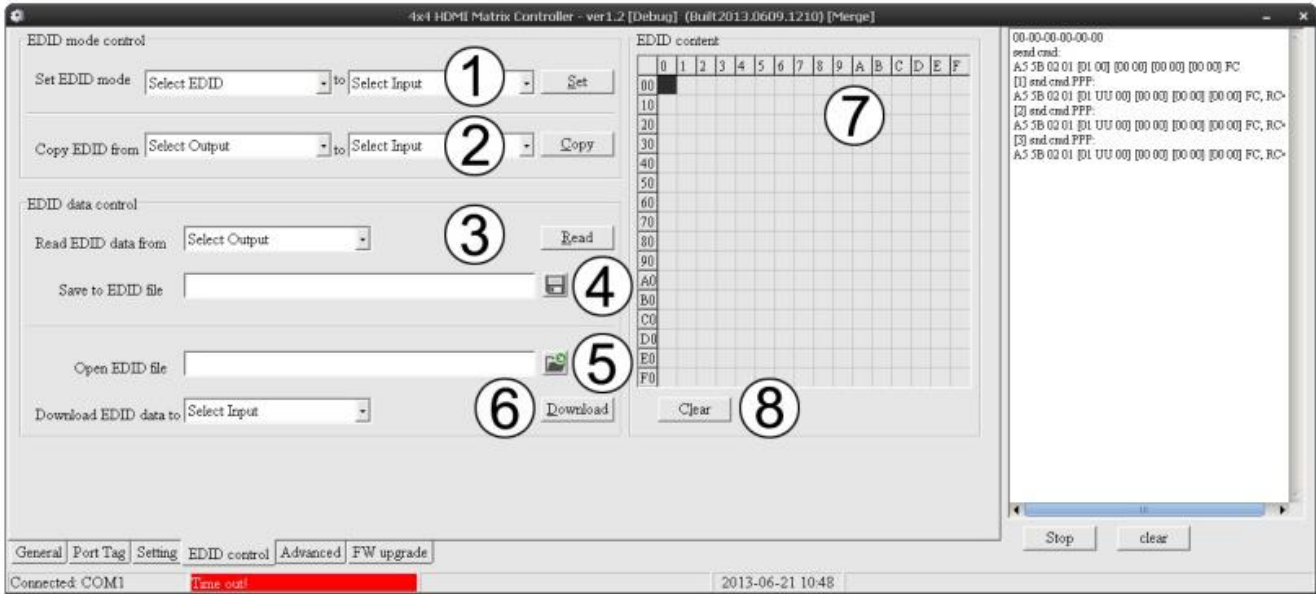 4x4 HDMI Matrix Controller - ver1.2 [Debug] (Built2013.0609.1210) [Merge]
EDID mode control
Set EDID mode Select EDID to Select Input 1 Set
Copy EDID from Select Output to Select Input 2 Copy
EDID data control
Read EDID data from Select Output 3 Read
Save to EDID file 4
Open EDID file 5
Download EDID data to Select Input 6 Download
EDID content
0 1 2 3 4 5 6 7 8 9 A B C D E F
00
10
20
30
40
50
60
70
80
90
A0
B0
C0
D0
E0
F0
7
Clear 8
00-00-00-00-00-00
send cmd:
A5 5B 02 01 [01 00] [00 00] [00 00] [00 00] FC
[1] snd cmd PPP:
A5 5B 02 01 [01 UU 00] [00 00] [00 00] [00 00] FC, RC
[2] snd cmd PPP:
A5 5B 02 01 [01 UU 00] [00 00] [00 00] [00 00] FC, RC
[3] snd cmd PPP:
A5 5B 02 01 [01 UU 00] [00 00] [00 00] [00 00] FC, RC
Stop clear
General Port Tag Setting EDID control Advanced FW upgrade
Connected: COM1 Time out! 2013-06-21 10:48